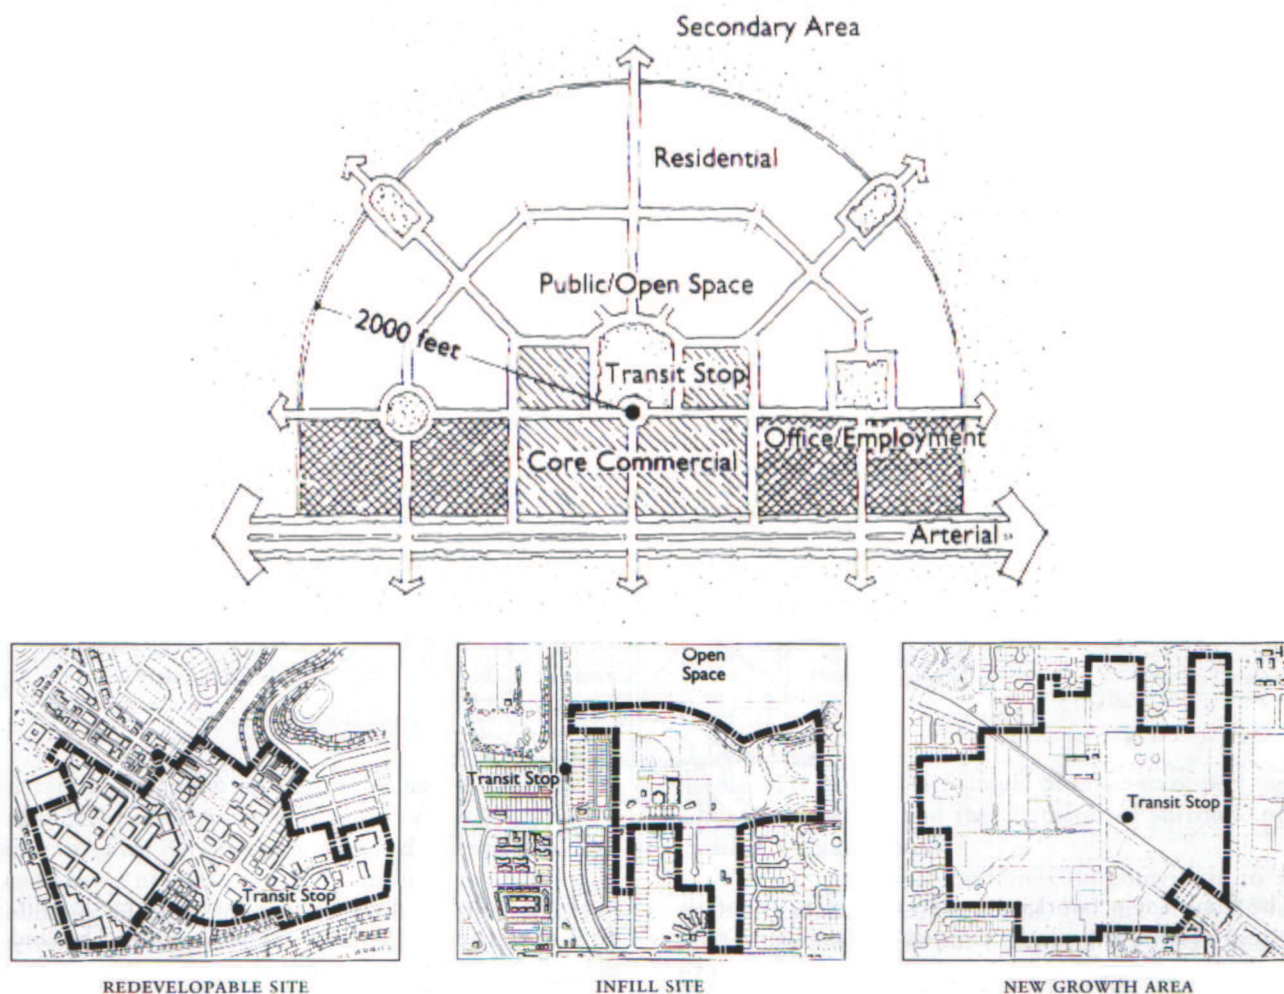 Secondary Area
Residential
Public/Open Space
2000 feet
Transit Stop
Office/Employment
Core Commercial
Arterial
Open
Space
Transit Stop
Transit Stop
Transit Stop
REDEVELOPABLE SITE
INFILL SITE
NEW GROWTH AREA